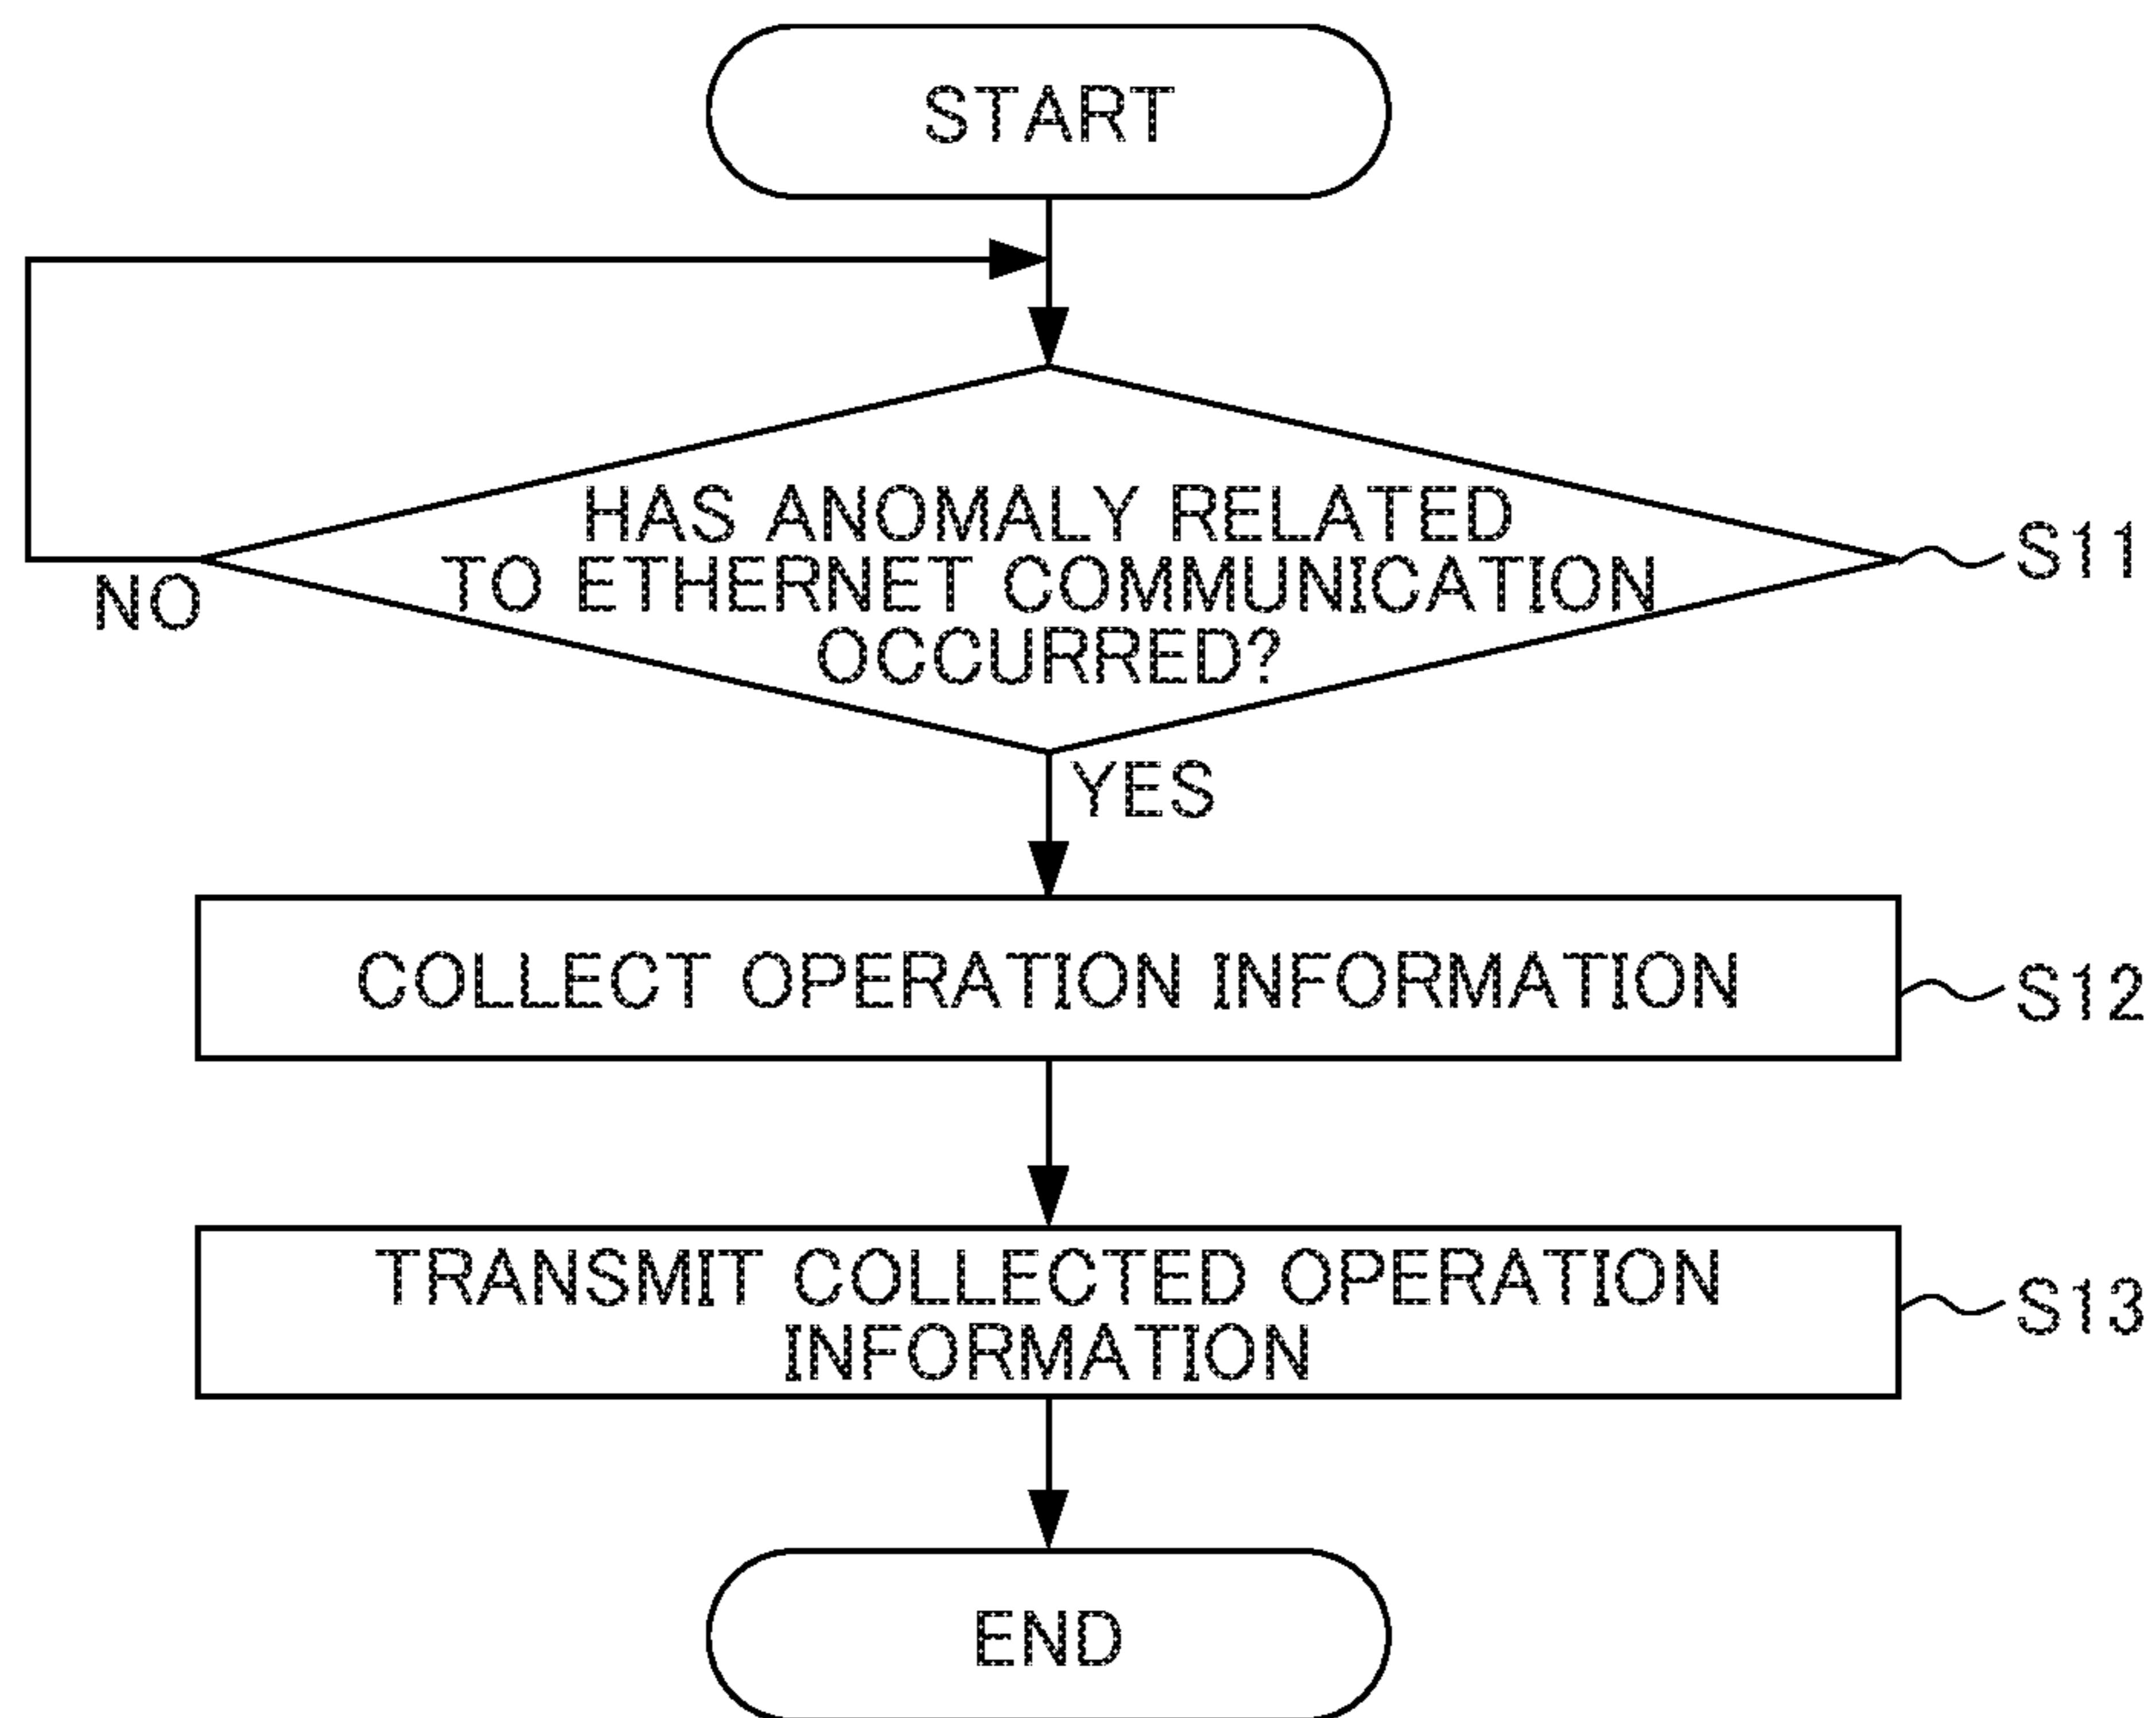 START
HAS ANOMALY RELATED
TO ETHERNET COMMUNICATION
OCCURRED?
S11
NO
YES
COLLECT OPERATION INFORMATION
S12
TRANSMIT COLLECTED OPERATION
INFORMATION
S13
END